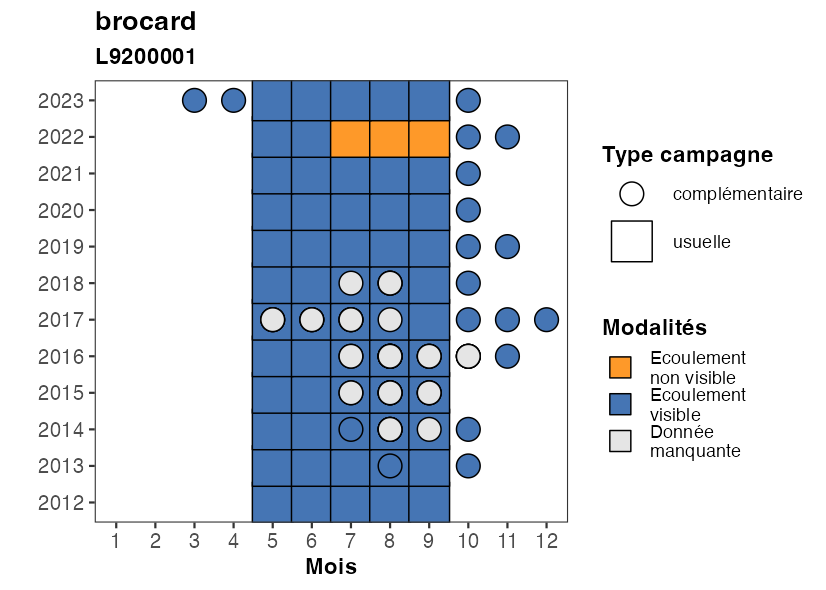 brocard
L9200001
2023
2022
2021
2020
2019
2018
2017
2016
2015
2014
2013
2012
1 2 3 4 5 6 7 8 9 10 11 12
Mois
Type campagne
complémentaire
usuelle
Modalités
Ecoulement
non visible
Ecoulement
visible
Donnée
manquante